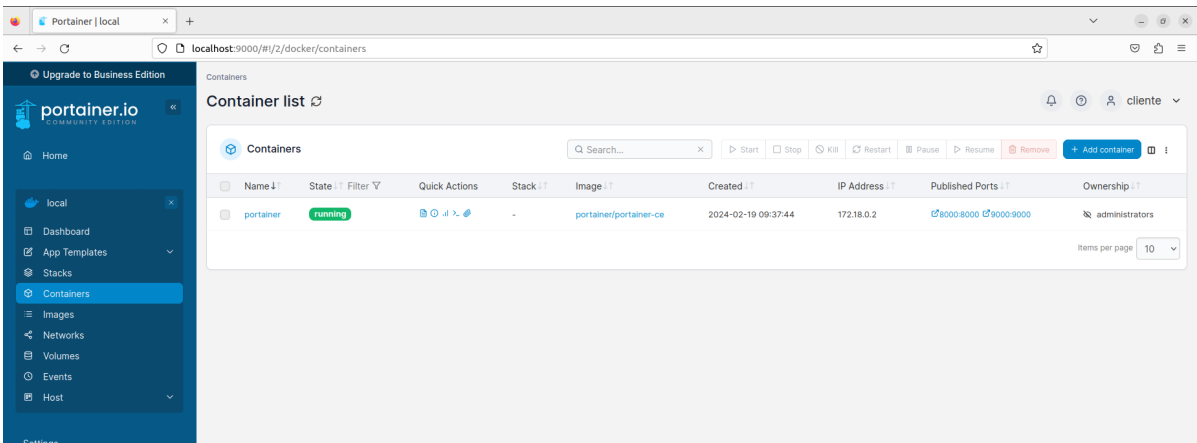 Portainer | local
localhost:9000/#!/2/docker/containers
Upgrade to Business Edition
portainer.io
COMMUNITY EDITION
Home
local
Dashboard
App Templates
Stacks
Containers
Images
Networks
Volumes
Events
Host
Settings
Containers
Container list
cliente
Containers
Search...
Start Stop Kill Restart Pause Resume Remove + Add container
Name State Filter Quick Actions Stack Image Created IP Address Published Ports Ownership
portainer running - portainer/portainer-ce 2024-02-19 09:37:44 172.18.0.2 8000:8000 9000:9000 administrators
Items per page 10